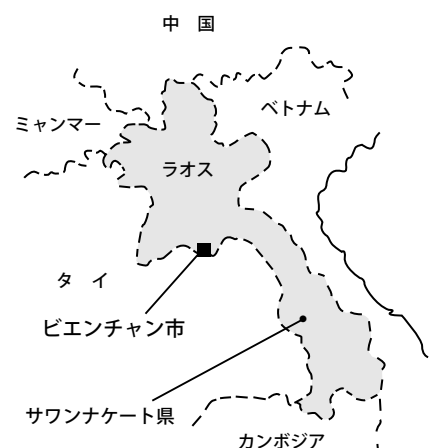 中　国
ベトナム
ミャンマー
ラオス
タ　イ
ビエンチャン市
サワンナケート県
カンボジア